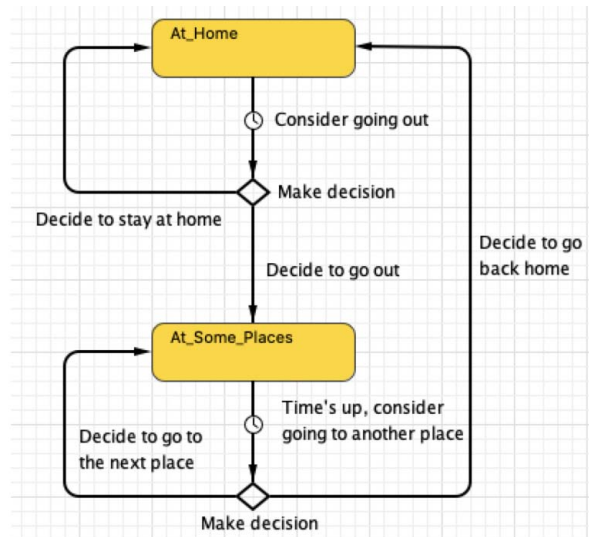 At_Home
Consider going out
Make decision
Decide to stay at home
Decide to go
back home
Decide to go out
At_Some_Places
Time's up, consider
going to another place
Decide to go to
the next place
Make decision